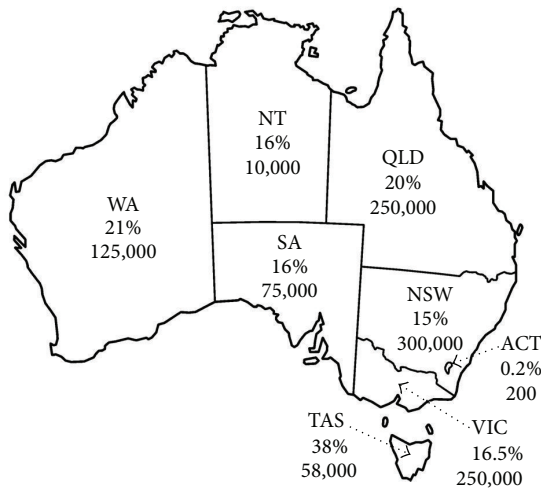 NT
16%
10,000
QLD
20%
250,000
WA
21%
125,000
SA
16%
75,000
NSW
15%
300,000
ACT
0.2%
200
TAS
38%
58,000
VIC
16.5%
250,000